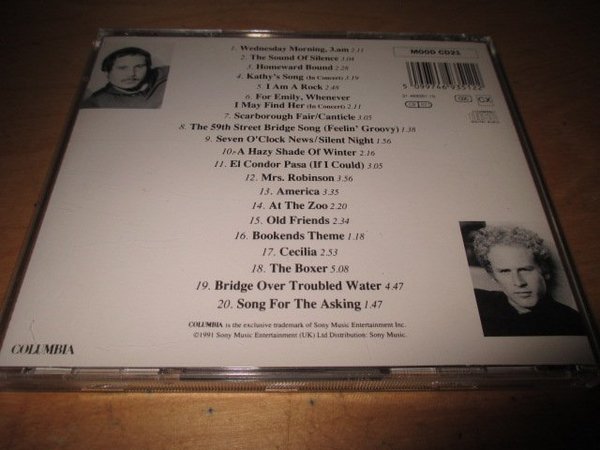 1. Wednesday Morning, 3.am 2.11
2. The Sound Of Silence 3.04
3. Homeward Bound 2.28
4. Kathy's Song (In Concert) 3.19
5. I Am A Rock 2.48
6. For Emily, Whenever
I May Find Her (In Concert) 2.11
7. Scarborough Fair/Canticle 3.05
8. The 59th Street Bridge Song (Feelin' Groovy) 1.38
9. Seven O'Clock News/Silent Night 1.56
10. A Hazy Shade Of Winter 2.16
11. El Condor Pasa (If I Could) 3.05
12. Mrs. Robinson 3.56
13. America 3.35
14. At The Zoo 2.20
15. Old Friends 2.34
16. Bookends Theme 1.18
17. Cecilia 2.53
18. The Boxer 5.08
19. Bridge Over Troubled Water 4.47
20. Song For The Asking 1.47
MOOD CD21
5 099746 935122
CX
COLUMBIA is the exclusive trademark of Sony Music Entertainment Inc.
©1991 Sony Music Entertainment (UK) Ltd Distribution: Sony Music.
COLUMBIA